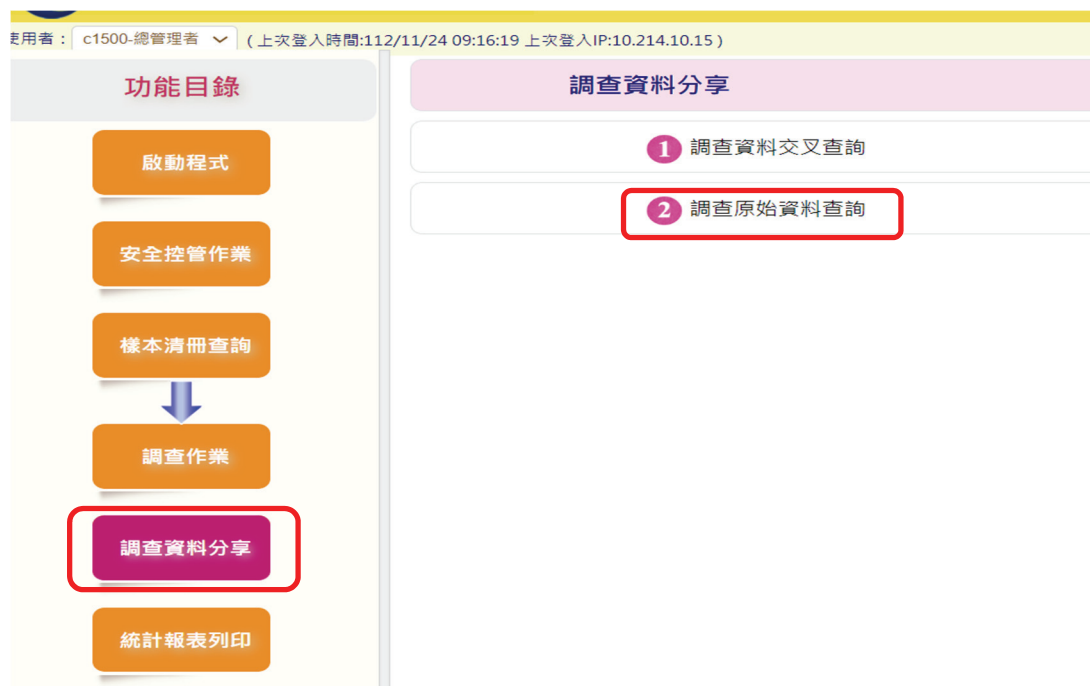 使用者： c1500-總管理者 (上次登入時間:112/11/24 09:16:19 上次登入IP:10.214.10.15)
功能目錄
啟動程式
安全控管作業
樣本清冊查詢
調查作業
調查資料分享
統計報表列印
調查資料分享
1 調查資料交叉查詢
2 調查原始資料查詢